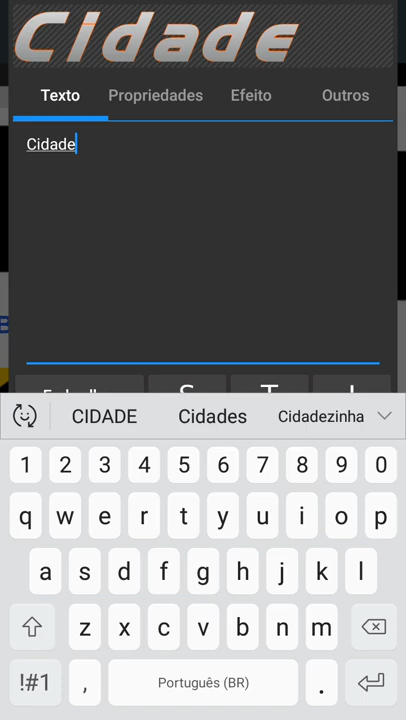 Cidade
Texto Propriedades Efeito Outros
Cidade
CIDADE Cidades Cidadezinha
1 2 3 4 5 6 7 8 9 0
q w e r t y u i o p
a s d f g h j k l
z x c v b n m
!#1 , Português (BR) .